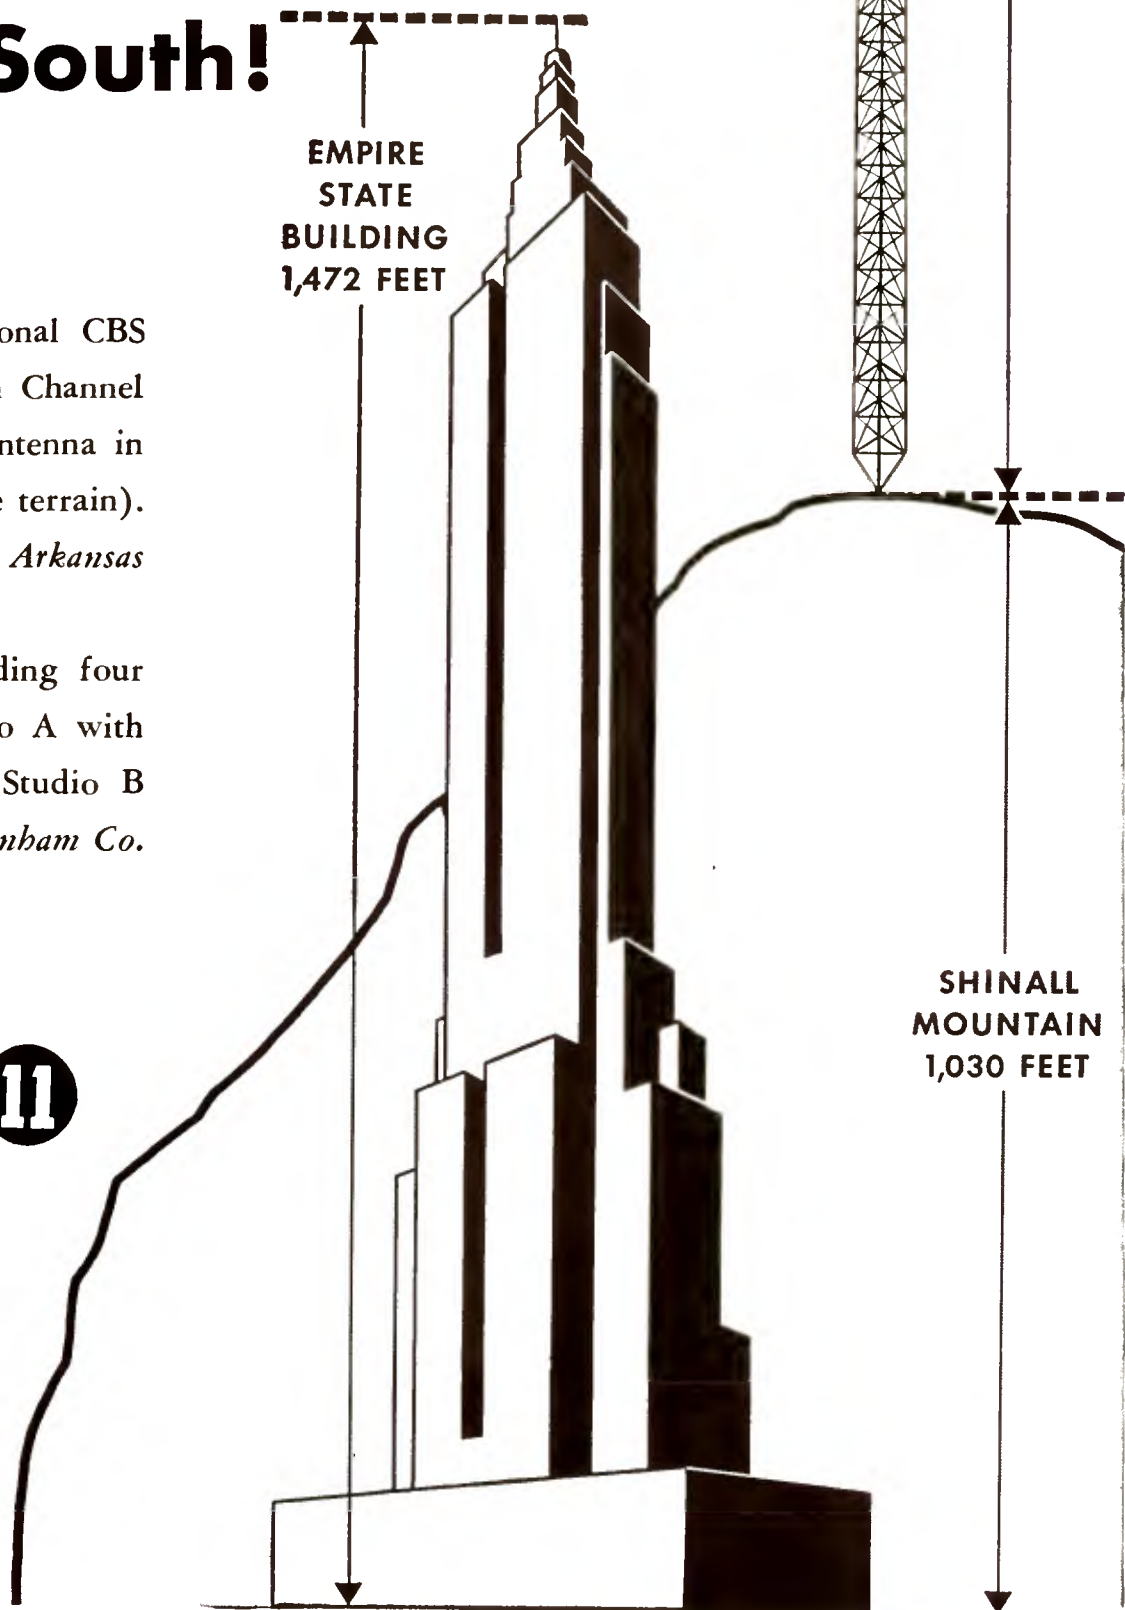 South!
EMPIRE
STATE
BUILDING
1,472 FEET
onal CBS
Channel
ntenna in
terrain).
Arkansas
ding four
o A with
Studio B
nham Co.
11
SHINALL
MOUNTAIN
1,030 FEET